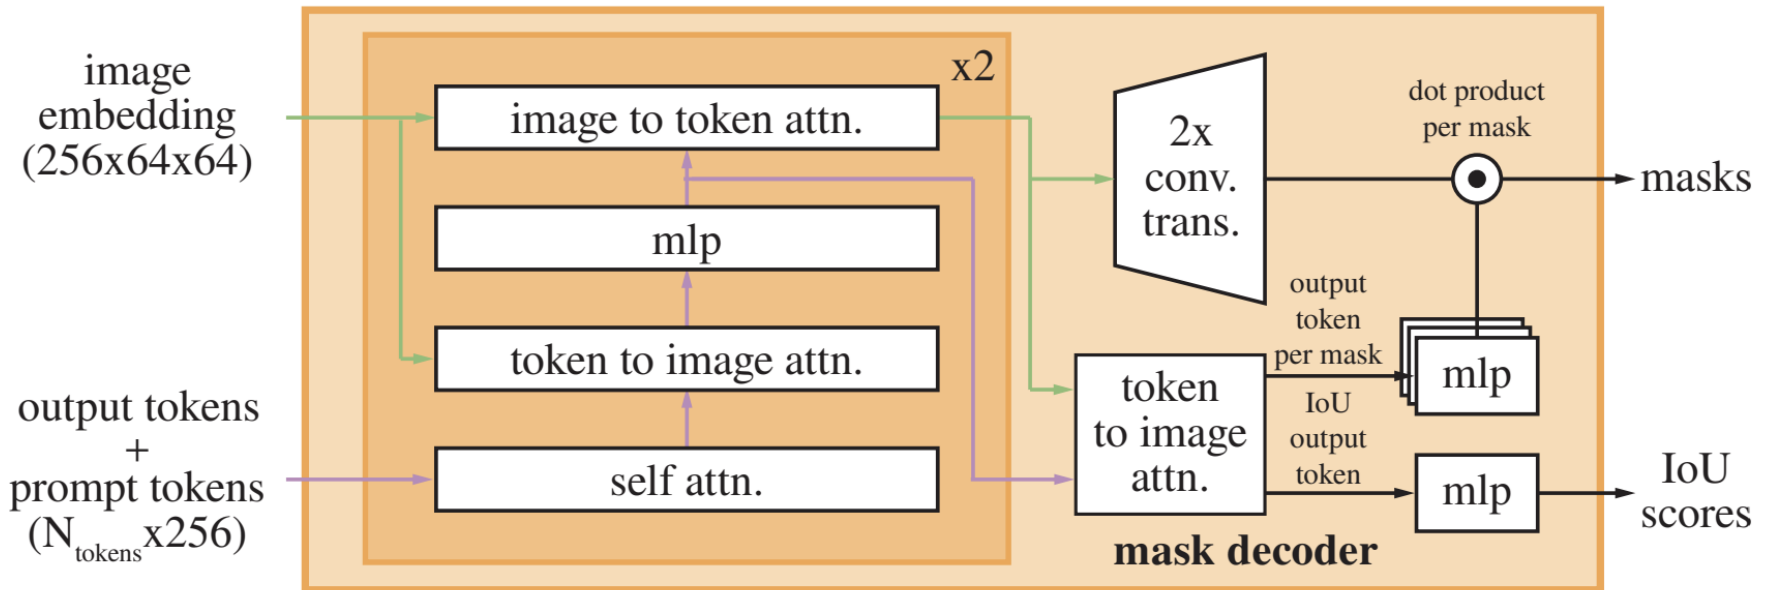 image
embedding
(256x64x64)
output tokens
+
prompt tokens
(N_tokens x256)
x2
image to token attn.
mlp
token to image attn.
self attn.
2x
conv.
trans.
dot product
per mask
masks
output
token
per mask
mlp
token
to image
attn.
IoU
output
token
mlp
IoU
scores
mask decoder